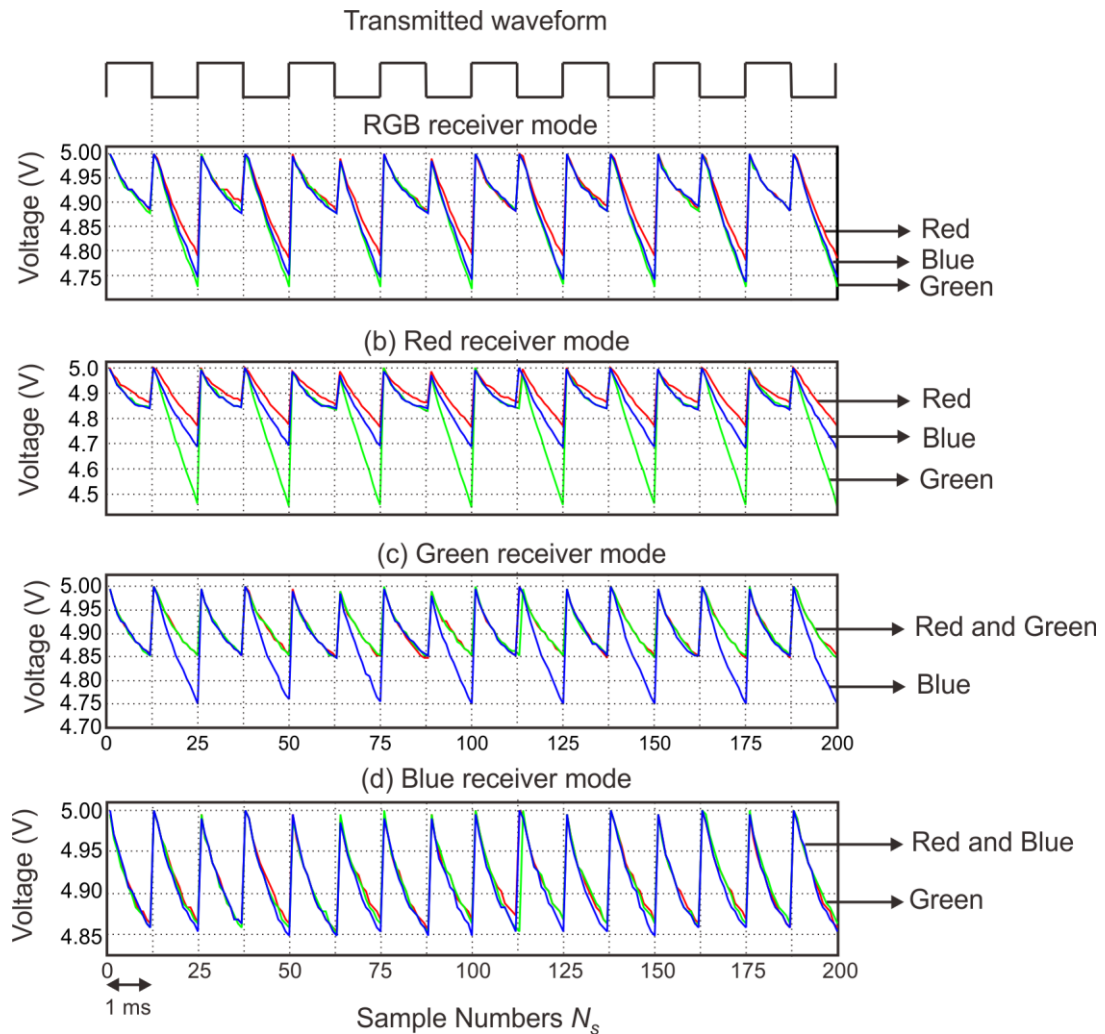 Transmitted waveform
RGB receiver mode
Voltage (V)
5.00
4.95
4.90
4.85
4.80
4.75
Red
Blue
Green
(b) Red receiver mode
Voltage (V)
5.0
4.9
4.8
4.7
4.6
4.5
Red
Blue
Green
(c) Green receiver mode
Voltage (V)
5.00
4.95
4.90
4.85
4.80
4.75
4.70
0 25 50 75 100 125 150 175 200
Red and Green
Blue
(d) Blue receiver mode
Voltage (V)
5.00
4.95
4.90
4.85
0 25 50 75 100 125 150 175 200
Red and Blue
Green
1 ms
Sample Numbers Ns